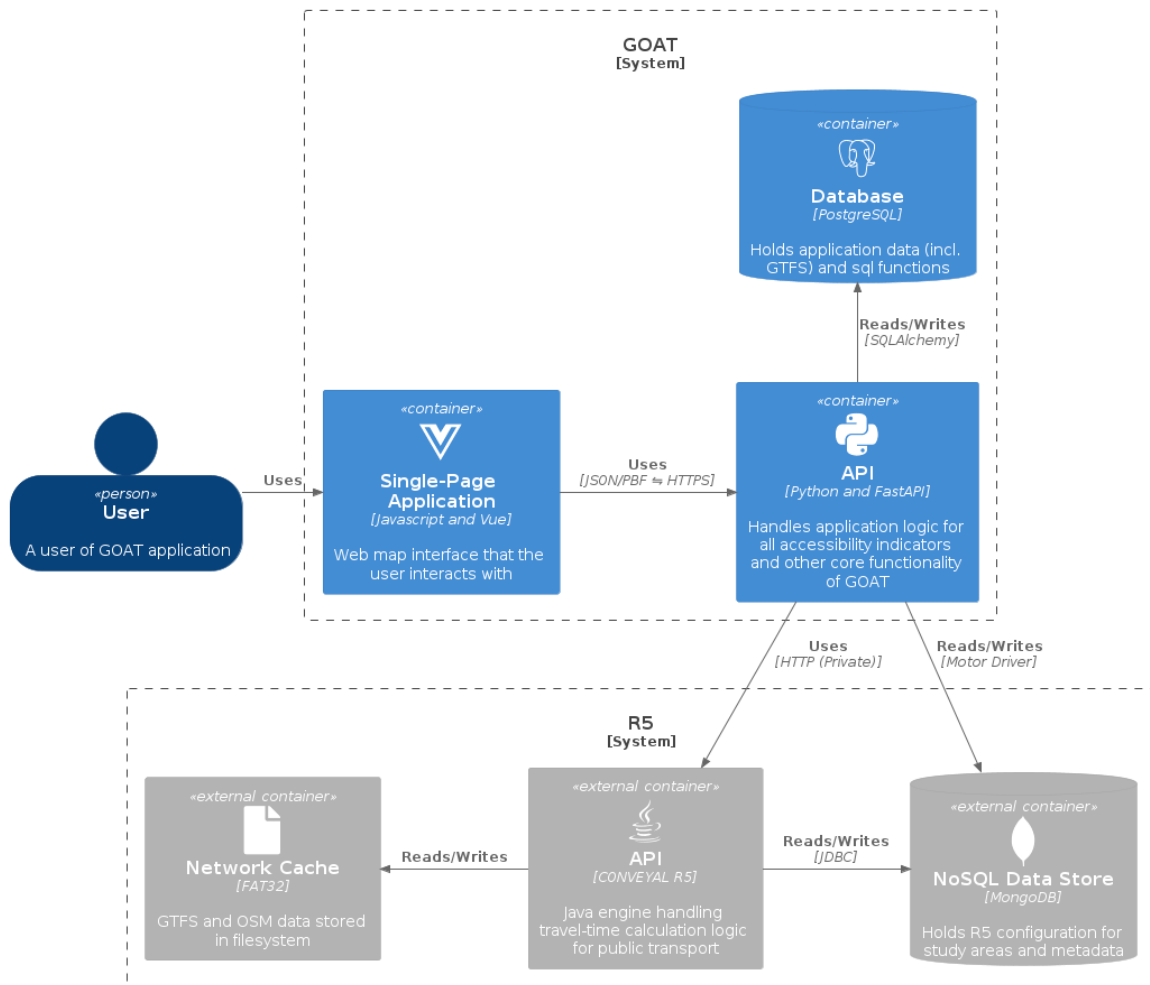 GOAT
[System]
«container»
Database
[PostgreSQL]
Holds application data (incl.
GTFS) and sql functions
Reads/Writes
[SQLAlchemy]
«person»
User
A user of GOAT application
Uses
«container»
Single-Page
Application
[Javascript and Vue]
Web map interface that the
user interacts with
Uses
[JSON/PBF ⇋ HTTPS]
«container»
API
[Python and FastAPI]
Handles application logic for
all accessibility indicators
and other core functionality
of GOAT
Uses
[HTTP (Private)]
Reads/Writes
[Motor Driver]
R5
[System]
«external container»
Network Cache
[FAT32]
GTFS and OSM data stored
in filesystem
Reads/Writes
«external container»
API
[C0NVEYAL R5]
Java engine handling
travel-time calculation logic
for public transport
Reads/Writes
[JDBC]
«external container»
NoSQL Data Store
[MongoDB]
Holds R5 configuration for
study areas and metadata